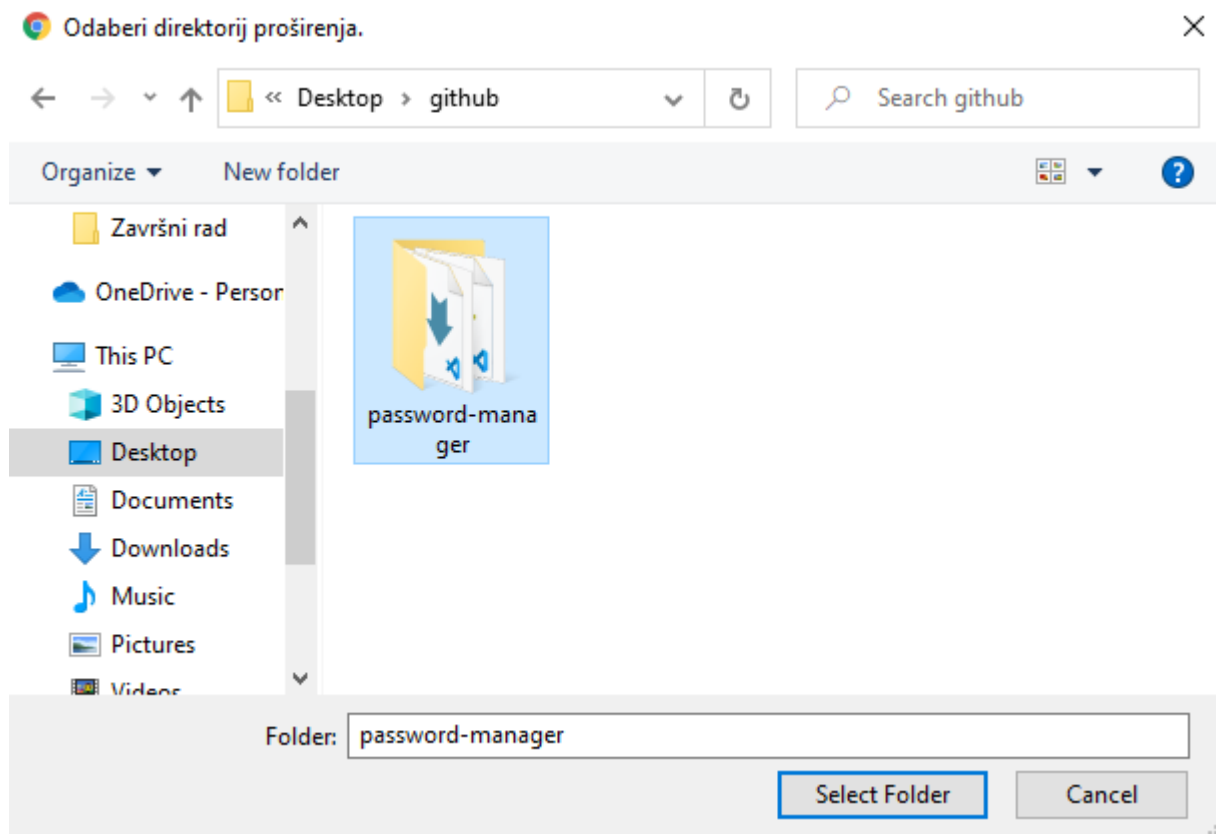 Odaberi direktorij proširenja.
« Desktop › github
Search github
Organize
New folder
Završni rad
OneDrive - Person
This PC
3D Objects
Desktop
Documents
Downloads
Music
Pictures
Videos
password-mana
ger
Folder: password-manager
Select Folder
Cancel